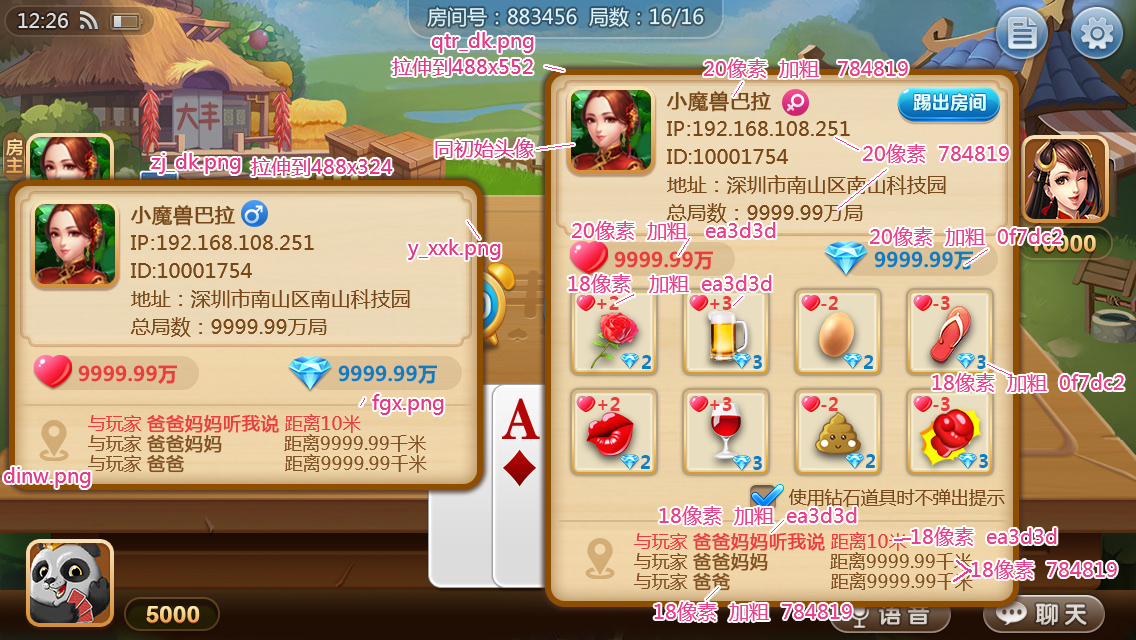 12:26
房间号：883456 局数：16/16
qtr_dk.png
拉伸到488x552
20像素 加粗 784819
小魔兽巴拉
踢出房间
IP:192.168.108.251
ID:10001754
20像素 784819
同初始头像
地址：深圳市南山区南山科技园
总局数：9999.99万局
大丰
房主
zj_dk.png 拉伸到488x324
小魔兽巴拉
IP:192.168.108.251
ID:10001754
地址：深圳市南山区南山科技园
总局数：9999.99万局
y_xxk.png
9999.99万
9999.99万
fgx.png
与玩家 爸爸妈妈听我说 距离10米
与玩家 爸爸妈妈 距离9999.99千米
与玩家 爸爸 距离9999.99千米
dinw.png
20像素 加粗 ea3d3d
20像素 加粗 0f7dc2
9999.99万
9999.99万
10000
18像素 加粗 ea3d3d
+2
+3
-2
-3
2
3
2
3
18像素 加粗 0f7dc2
+2
+3
-2
-3
2
3
2
3
A
使用钻石道具时不弹出提示
18像素 加粗 ea3d3d
与玩家 爸爸妈妈听我说 距离10米
18像素 ea3d3d
与玩家 爸爸妈妈 距离9999.99千米
18像素 784819
与玩家 爸爸 距离9999.99千米
18像素 加粗 784819
5000
语音
聊天